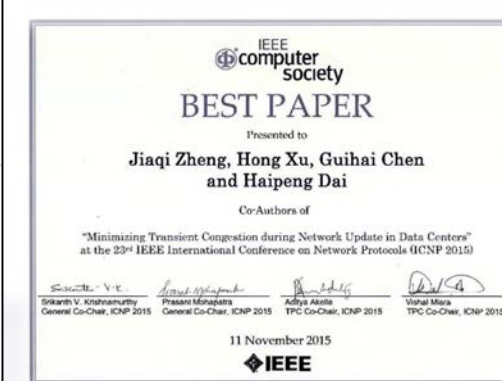 IEEE
computer
society
BEST PAPER
Presented to
Jiaqi Zheng, Hong Xu, Guihai Chen
and Haipeng Dai
Co-Authors of
"Minimizing Transient Congestion during Network Update in Data Centers"
at the 23rd IEEE International Conference on Network Protocols (ICNP 2015)
Srikanth V. Krishnamurthy Prasant Mohapatra Aditya Akella Vishal Misra
General Co-Chair, ICNP 2015 General Co-Chair, ICNP 2015 TPC Co-Chair, ICNP 2015 TPC Co-Chair, ICNP 2015
11 November 2015
IEEE